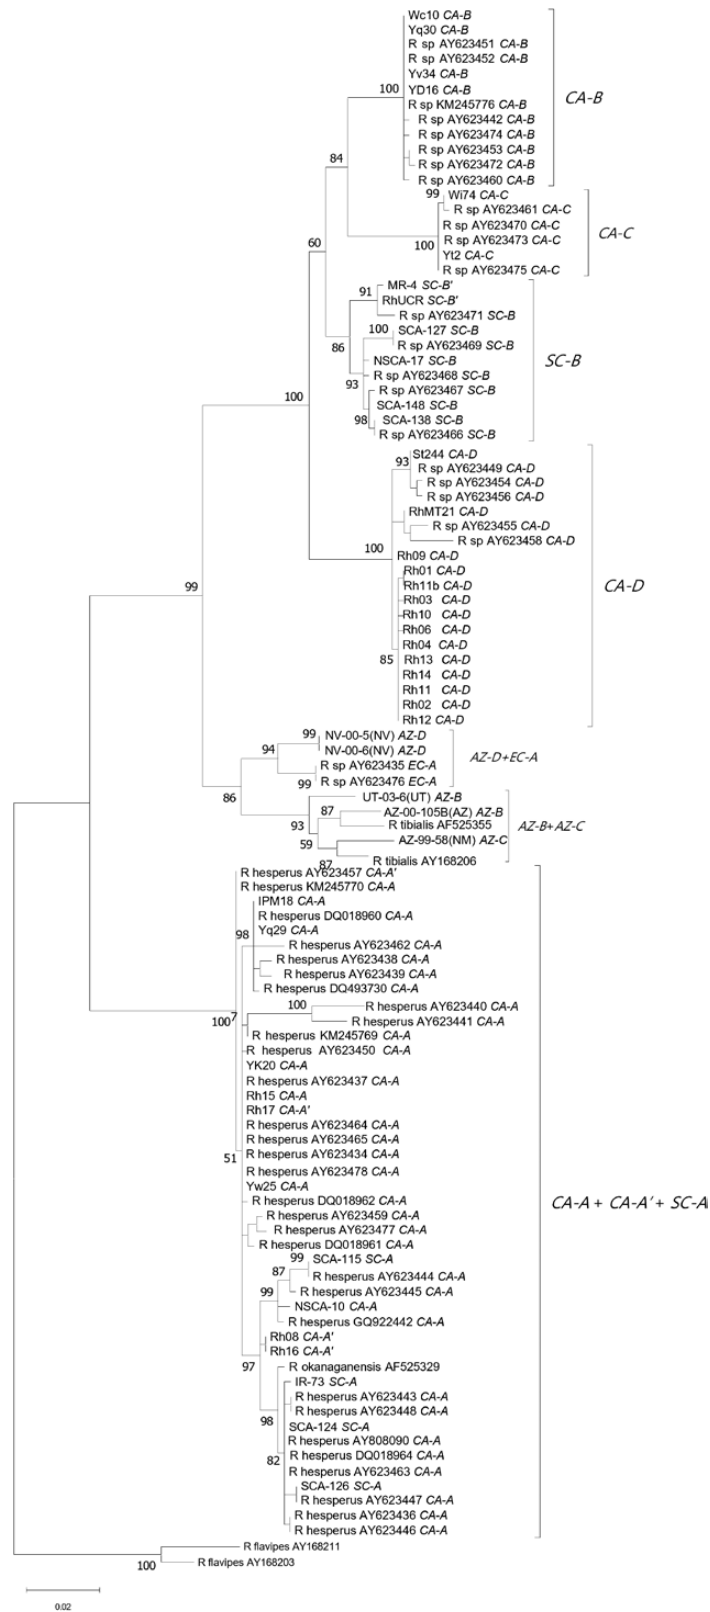 Wc10 CA-B
Yq30 CA-B
R sp AY623451 CA-B
R sp AY623452 CA-B
Yv34 CA-B
100
YD16 CA-B
CA-B
R sp KM245776 CA-B
R sp AY623442 CA-B
R sp AY623474 CA-B
R sp AY623453 CA-B
84
R sp AY623472 CA-B
R sp AY623460 CA-B
99
Wi74 CA-C
R sp AY623461 CA-C
R sp AY623470 CA-C
CA-C
60
100
R sp AY623473 CA-C
Yt2 CA-C
R sp AY623475 CA-C
MR-4 SC-B'
91
RhUCR SC-B'
R sp AY623471 SC-B
100
SCA-127 SC-B
86
R sp AY623469 SC-B
NSCA-17 SC-B
SC-B
R sp AY623468 SC-B
93
R sp AY623467 SC-B
100
SCA-148 SC-B
98
SCA-138 SC-B
R sp AY623466 SC-B
St244 CA-D
93
R sp AY623449 CA-D
R sp AY623454 CA-D
R sp AY623456 CA-D
RhMT21 CA-D
R sp AY623455 CA-D
R sp AY623458 CA-D
100
Rh09 CA-D
Rh01 CA-D
Rh11b CA-D
CA-D
99
Rh03 CA-D
Rh10 CA-D
Rh06 CA-D
Rh04 CA-D
85
Rh13 CA-D
Rh14 CA-D
Rh11 CA-D
Rh02 CA-D
Rh12 CA-D
99
NV-00-5(NV) AZ-D
94
NV-00-6(NV) AZ-D
AZ-D+EC-A
R sp AY623435 EC-A
99
R sp AY623476 EC-A
86
UT-03-6(UT) AZ-B
87
AZ-00-105B(AZ) AZ-B
93
R tibialis AF525355
AZ-B+AZ-C
59
AZ-99-58(NM) AZ-C
87
R tibialis AY168206
R hesperus AY623457 CA-A'
R hesperus KM245770 CA-A
IPM18 CA-A
R hesperus DQ018960 CA-A
98
Yq29 CA-A
R hesperus AY623462 CA-A
R hesperus AY623438 CA-A
R hesperus AY623439 CA-A
R hesperus DQ493730 CA-A
100
R hesperus AY623440 CA-A
100
7
R hesperus AY623441 CA-A
R hesperus KM245769 CA-A
R hesperus AY623450 CA-A
YK20 CA-A
R hesperus AY623437 CA-A
Rh15 CA-A
Rh17 CA-A'
R hesperus AY623464 CA-A
R hesperus AY623465 CA-A
51
R hesperus AY623434 CA-A
R hesperus AY623478 CA-A
Yw25 CA-A
R hesperus DQ018962 CA-A
CA-A + CA-A' + SC-A
R hesperus AY623459 CA-A
R hesperus AY623477 CA-A
R hesperus DQ018961 CA-A
99
SCA-115 SC-A
87
R hesperus AY623444 CA-A
99
R hesperus AY623445 CA-A
NSCA-10 CA-A
R hesperus GQ922442 CA-A
Rh08 CA-A'
Rh16 CA-A'
97
R okanaganensis AF525329
IR-73 SC-A
R hesperus AY623443 CA-A
R hesperus AY623448 CA-A
98
SCA-124 SC-A
R hesperus AY808090 CA-A
82
R hesperus DQ018964 CA-A
R hesperus AY623463 CA-A
SCA-126 SC-A
R hesperus AY623447 CA-A
R hesperus AY623436 CA-A
R hesperus AY623446 CA-A
R flavipes AY168211
100
R flavipes AY168203
0.02